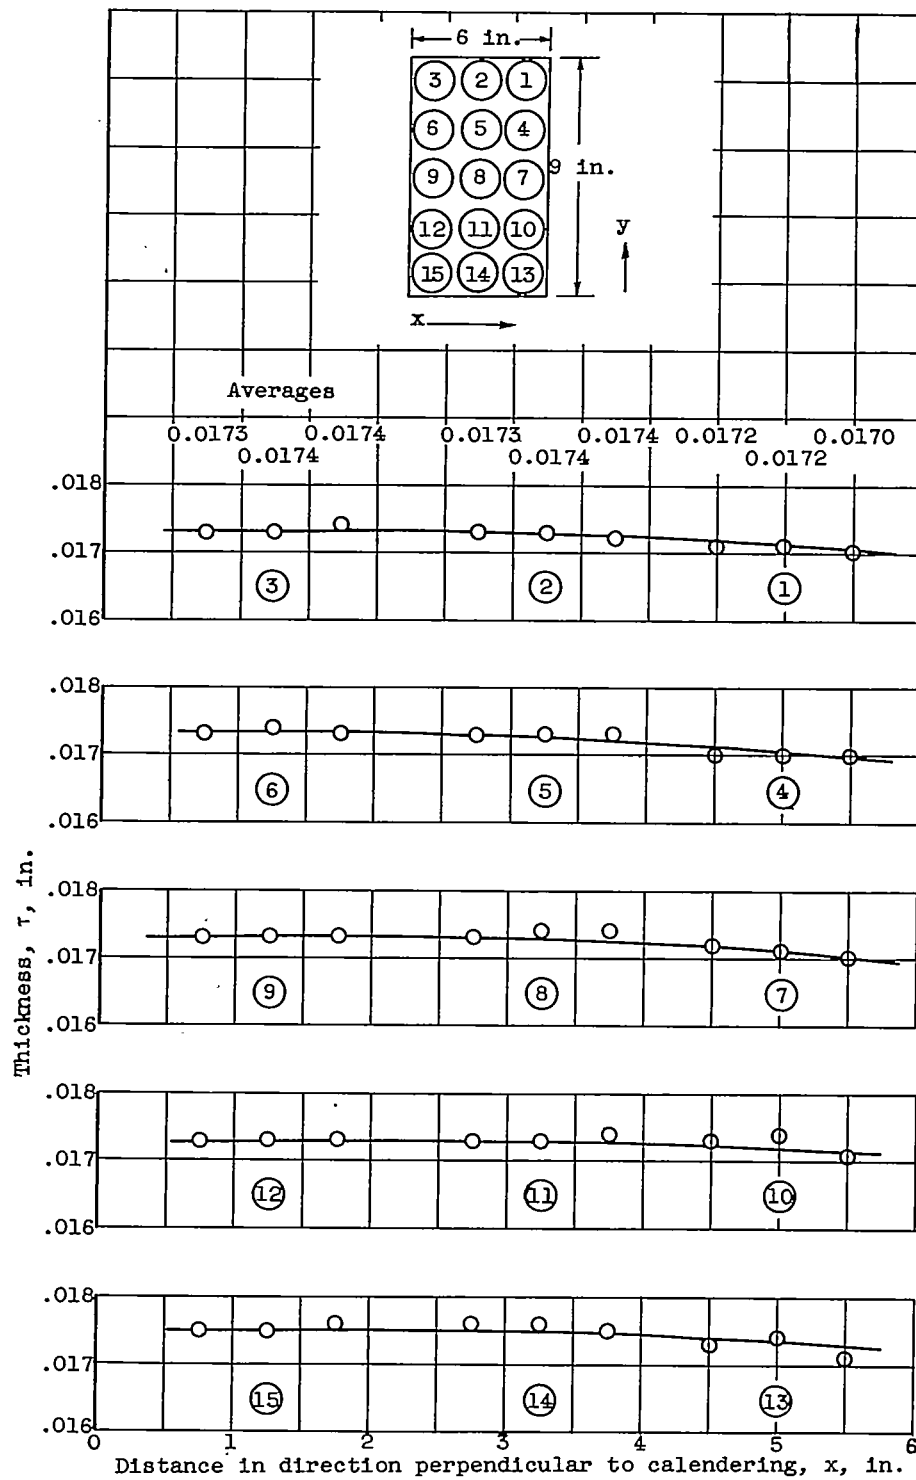 6 in.
3 2 1
6 5 4
9 8 7
9 in.
12 11 10
y
15 14 13
x
Averages
0.0173 0.0174 0.0173 0.0174 0.0172 0.0170
0.0174 0.0174 0.0172
.018
.017
3 2 1
.016
.018
.017
6 5 4
.016
.018
.017
9 8 7
.016
.018
.017
12 11 10
.016
.018
.017
15 14 13
.016
0 1 2 3 4 5 6
Thickness, τ, in.
Distance in direction perpendicular to calendering, x, in.